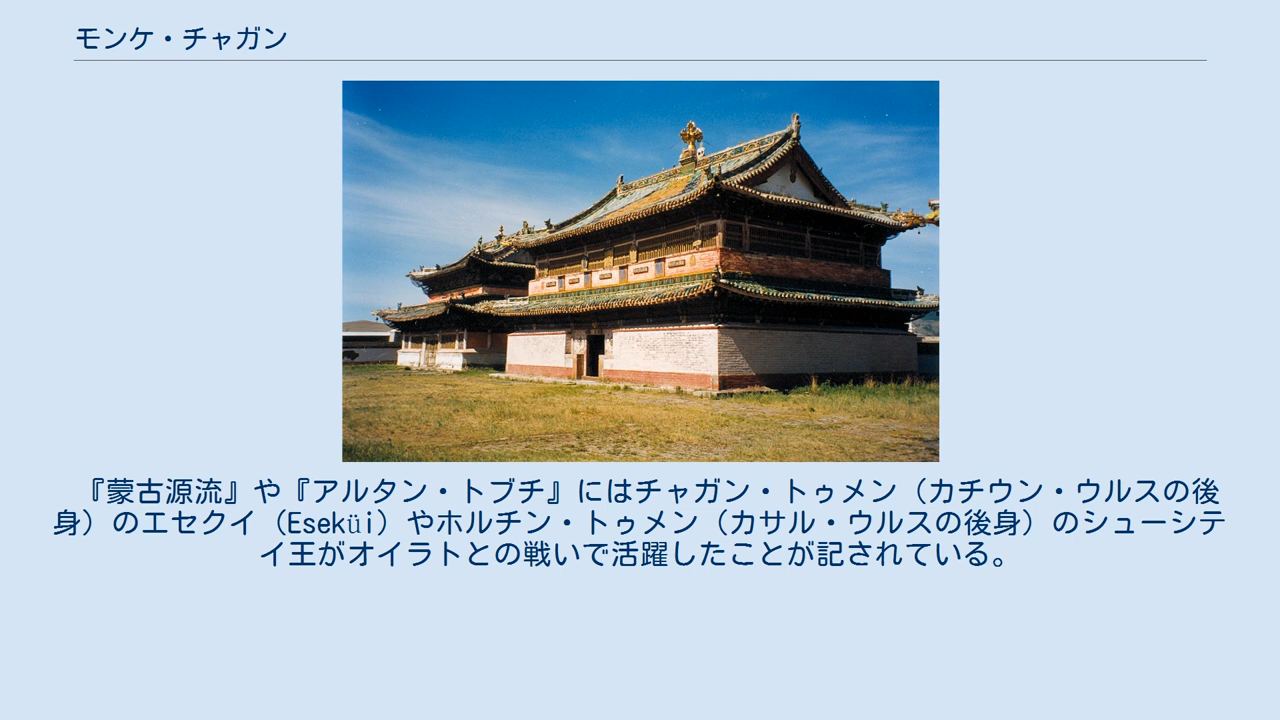 モンケ・チャガン
『蒙古源流』や『アルタン・トブチ』にはチャガン・トゥメン（カチウン・ウルスの後
身）のエセクイ（Eseküi）やホルチン・トゥメン（カサル・ウルスの後身）のシューシテ
イ王がオイラトとの戦いで活躍したことが記されている。